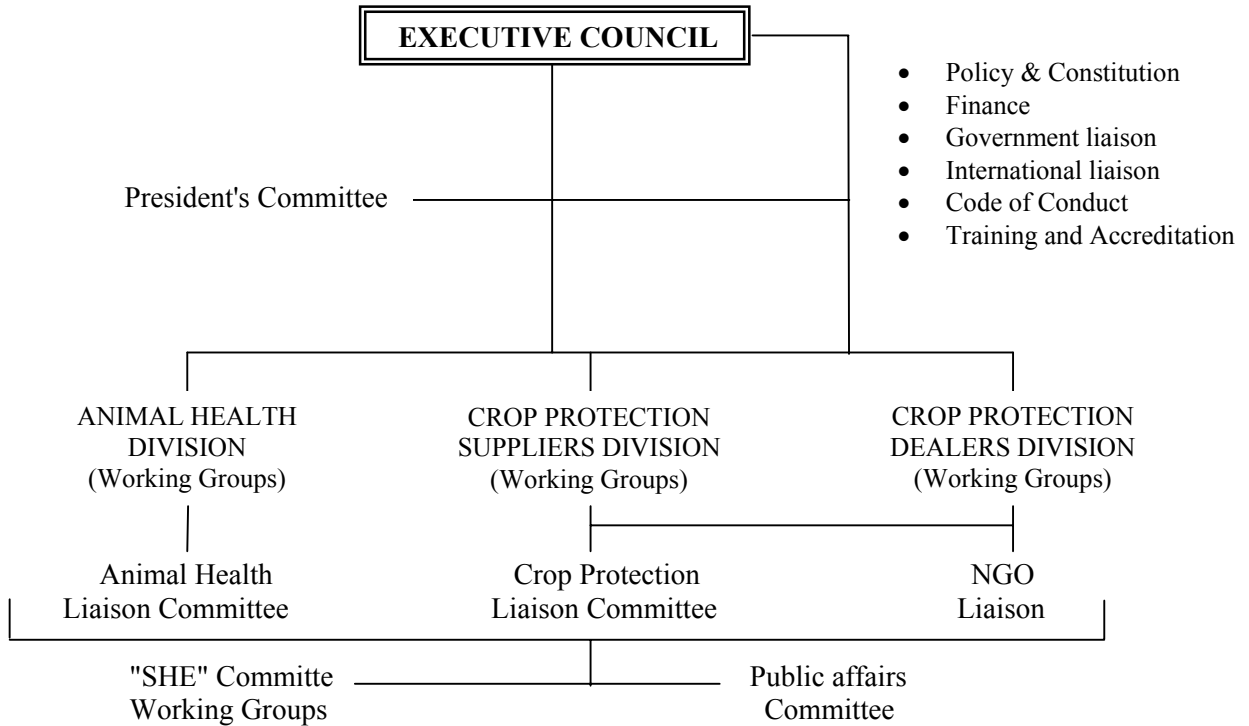 EXECUTIVE COUNCIL
• Policy & Constitution
• Finance
• Government liaison
• International liaison
• Code of Conduct
• Training and Accreditation
President's Committee
ANIMAL HEALTH
DIVISION
(Working Groups)
CROP PROTECTION
SUPPLIERS DIVISION
(Working Groups)
CROP PROTECTION
DEALERS DIVISION
(Working Groups)
Animal Health
Liaison Committee
Crop Protection
Liaison Committee
NGO
Liaison
"SHE" Committe
Working Groups
Public affairs
Committee